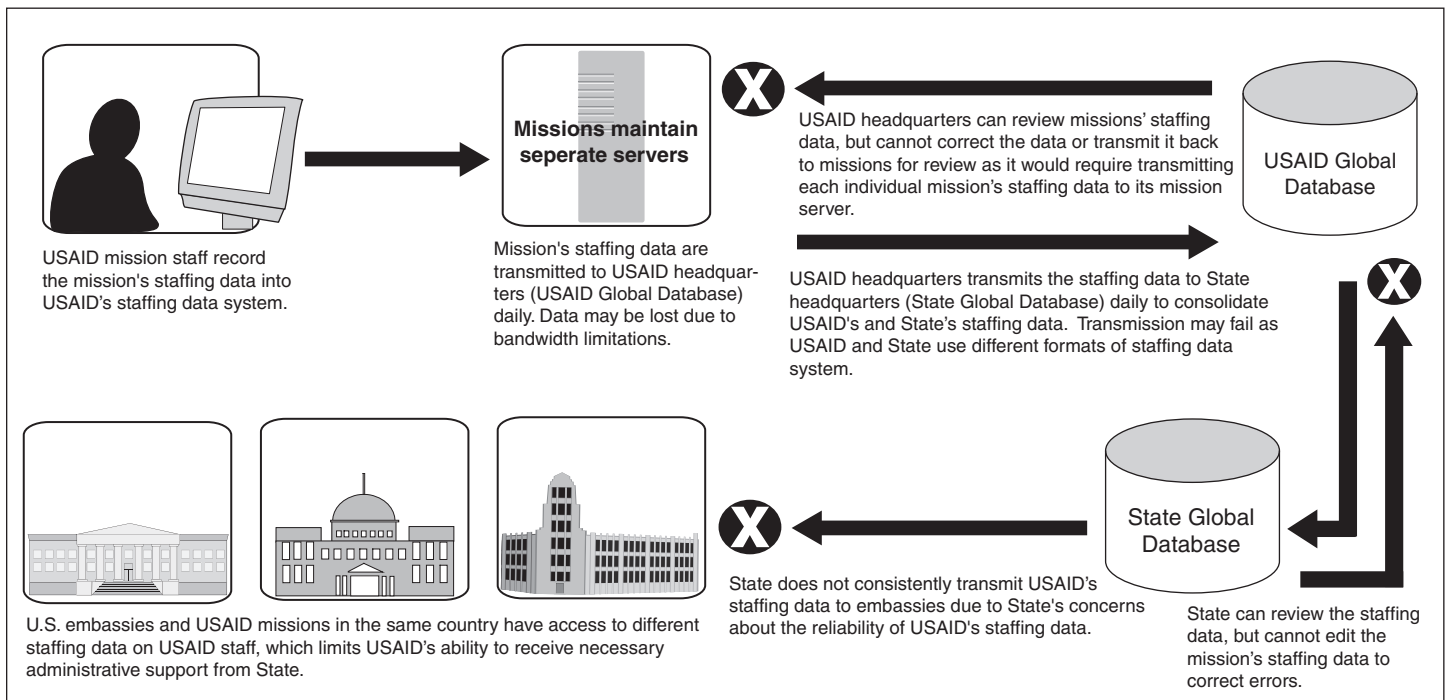 Missions maintain
seperate servers
X
USAID headquarters can review missions’ staffing
data, but cannot correct the data or transmit it back
to missions for review as it would require transmitting
each individual mission’s staffing data to its mission
server.
USAID Global
Database
USAID mission staff record
the mission's staffing data into
USAID’s staffing data system.
Mission's staffing data are
transmitted to USAID headquar-
ters (USAID Global Database)
daily. Data may be lost due to
bandwidth limitations.
USAID headquarters transmits the staffing data to State
headquarters (State Global Database) daily to consolidate
USAID's and State’s staffing data.  Transmission may fail as
USAID and State use different formats of staffing data
system.
X
State Global
Database
X
State does not consistently transmit USAID’s
staffing data to embassies due to State's concerns
about the reliability of USAID's staffing data.
State can review the staffing
data, but cannot edit the
mission’s staffing data to
correct errors.
U.S. embassies and USAID missions in the same country have access to different
staffing data on USAID staff, which limits USAID’s ability to receive necessary
administrative support from State.